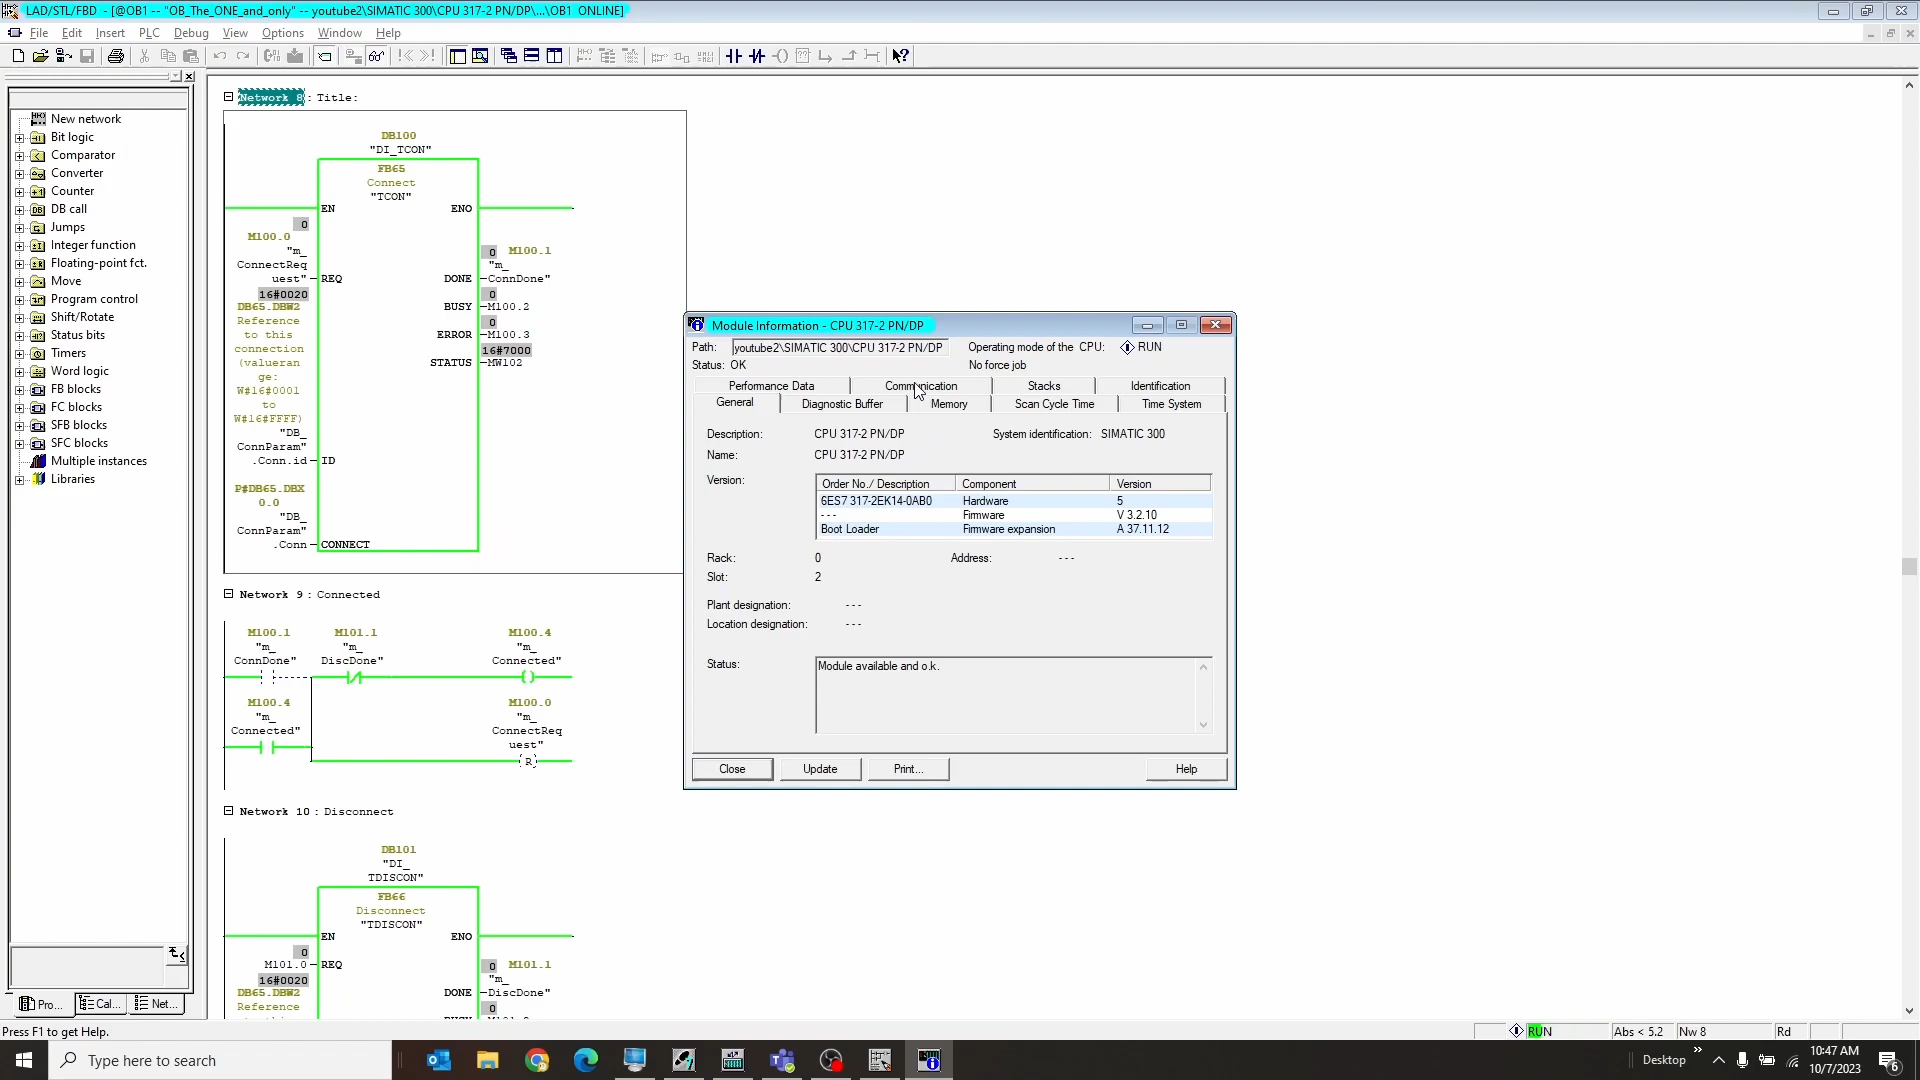 LAD/STL/FBD - [@OB1 -- "OB_The_ONE_and_only" -- youtube2\SIMATIC 300\CPU 317-2 PN/DP\...\OB1 ONLINE]
File Edit Insert PLC Debug View Options Window Help
New network
Bit logic
Comparator
Converter
Counter
DB call
Jumps
Integer function
Floating-point fct.
Move
Program control
Shift/Rotate
Status bits
Timers
Word logic
FB blocks
FC blocks
SFB blocks
SFC blocks
Multiple instances
Libraries
Pro... Cal... Net...
Network 8 : Title:
DB100
"DI_TCON"
FB65
Connect
"TCON"
EN ENO
0
M100.0
"m_
ConnectReq
uest" REQ
16#0020
DB65.DBW2
Reference
to this
connection
(valueran
ge:
W#16#0001
to
W#16#FFFF)
"DB_
ConnParam"
.Conn.id ID
P#DB65.DBX
0.0
"DB_
ConnParam"
.Conn CONNECT
0 M100.1
"m_
DONE ConnDone"
0
BUSY M100.2
0
ERROR M100.3
16#7000
STATUS MW102
Network 9 : Connected
M100.1 M101.1 M100.4
"m_ "m_ "m_
ConnDone" DiscDone" Connected"
M100.4 M100.0
"m_ "m_
Connected" ConnectReq
uest"
R
Network 10 : Disconnect
DB101
"DI_
TDISCON"
FB66
Disconnect
"TDISCON"
EN ENO
0
M101.0 REQ
16#0020
DB65.DBW2
Reference
0 M101.1
"m_
DONE DiscDone"
0
Module Information - CPU 317-2 PN/DP
Path: youtube2\SIMATIC 300\CPU 317-2 PN/DP Operating mode of the CPU: RUN
Status: OK No force job
Performance Data Communication Stacks Identification
General Diagnostic Buffer Memory Scan Cycle Time Time System
Description: CPU 317-2 PN/DP System identification: SIMATIC 300
Name: CPU 317-2 PN/DP
Version:
Order No./ Description Component Version
6ES7 317-2EK14-0AB0 Hardware 5
- - - Firmware V 3.2.10
Boot Loader Firmware expansion A 37.11.12
Rack: 0 Address: - - -
Slot: 2
Plant designation: - - -
Location designation: - - -
Status: Module available and o.k.
Close Update Print... Help
Press F1 to get Help. RUN Abs < 5.2 Nw 8 Rd
Type here to search Desktop 10:47 AM
10/7/2023 6